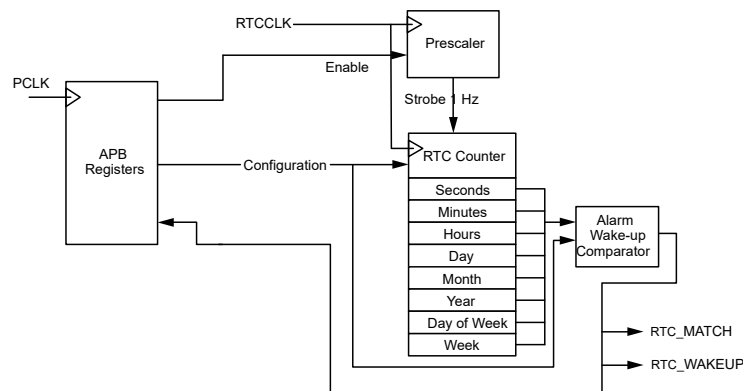 RTCCLK
Prescaler
Enable
PCLK
Strobe 1 Hz
APB
Registers
Configuration
RTC Counter
Seconds
Minutes
Hours
Day
Month
Year
Day of Week
Week
Alarm
Wake-up
Comparator
RTC_MATCH
RTC_WAKEUP